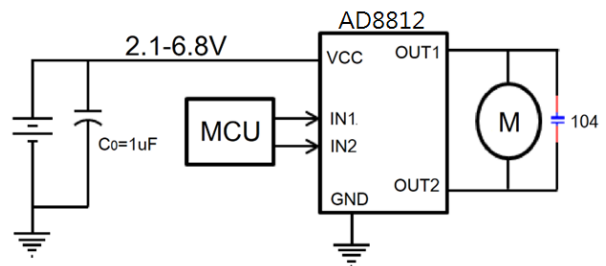 AD8812
2.1-6.8V
VCC
OUT1
C0=1uF
MCU
IN1
IN2
M
104
OUT2
GND